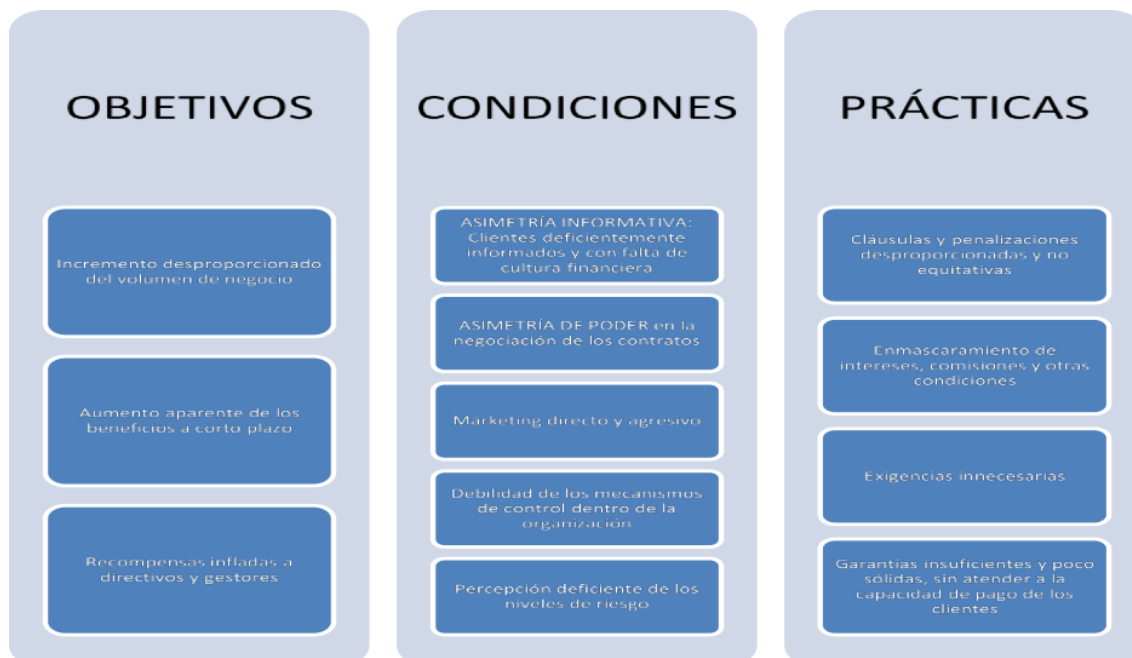 OBJETIVOS
Incremento desproporcionado
del volumen de negocio
Aumento aparente de los
beneficios a corto plazo
Recompensas infladas a
directivos y gestores
CONDICIONES
ASIMETRÍA INFORMATIVA:
Clientes deficientemente
informados y con falta de
cultura financiera
ASIMETRÍA DE PODER en la
negociación de los contratos
Márketing directo y agresivo
Debilidad de los mecanismos
de control dentro de la
organización
Percepción deficiente de los
niveles de riesgo
PRÁCTICAS
Cláusulas y penalizaciones
desproporcionadas y no
equitativas
Enmascaramiento de
intereses, comisiones y otras
condiciones
Exigencias innecesarias
Garantías insuficientes y poco
sólidas, sin atender a la
capacidad de pago de los
clientes